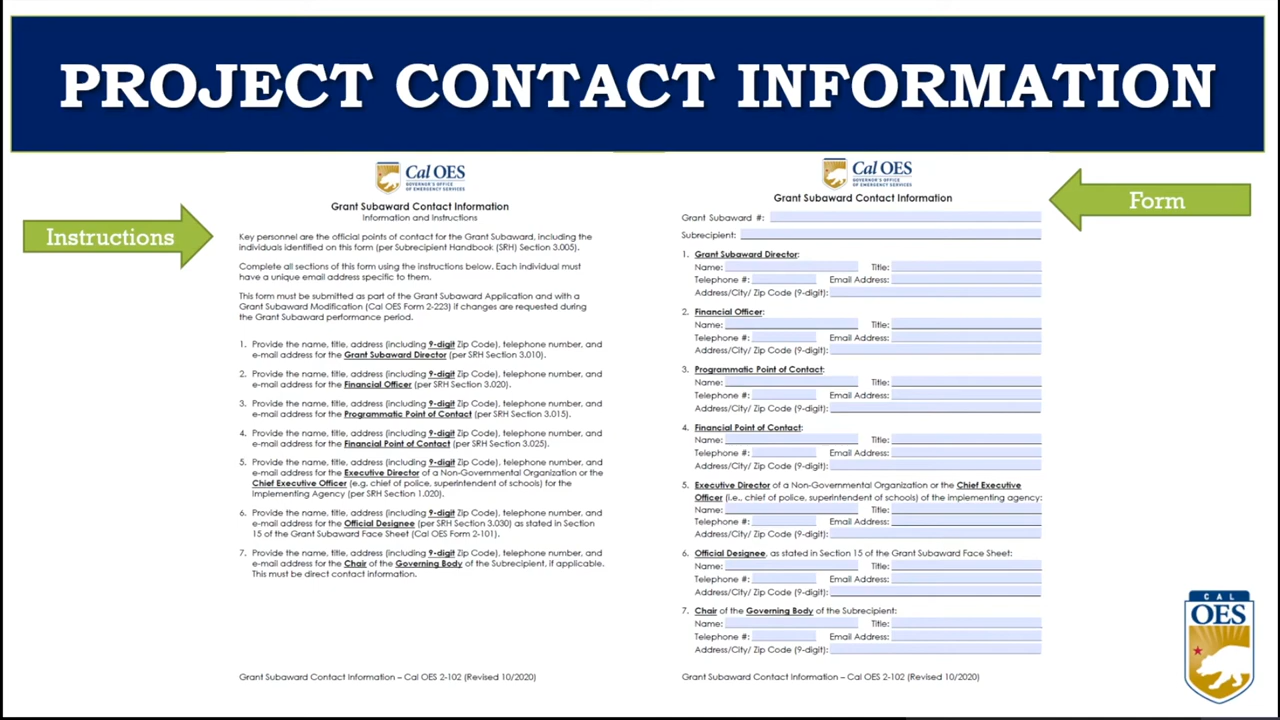 PROJECT CONTACT INFORMATION
Instructions
Cal OES
GOVERNOR'S OFFICE
OF EMERGENCY SERVICES
Grant Subaward Contact Information
Information and Instructions
Key personnel are the official points of contact for the Grant Subaward, including the
individuals identified on this form (per Subrecipient Handbook (SRH) Section 3.005).
Complete all sections of this form using the instructions below. Each individual must
have a unique email address specific to them.
This form must be submitted as part of the Grant Subaward Application and with a
Grant Subaward Modification (Cal OES Form 2-223) if changes are requested during
the Grant Subaward performance period.
1. Provide the name, title, address (including 9-digit Zip Code), telephone number, and
e-mail address for the Grant Subaward Director (per SRH Section 3.010).
2. Provide the name, title, address (including 9-digit Zip Code), telephone number, and
e-mail address for the Financial Officer (per SRH Section 3.020).
3. Provide the name, title, address (including 9-digit Zip Code), telephone number, and
e-mail address for the Programmatic Point of Contact (per SRH Section 3.015).
4. Provide the name, title, address (including 9-digit Zip Code), telephone number, and
e-mail address for the Financial Point of Contact (per SRH Section 3.025).
5. Provide the name, title, address (including 9-digit Zip Code), telephone number, and
e-mail address for the Executive Director of a Non-Governmental Organization or the
Chief Executive Officer (e.g. chief of police, superintendent of schools) for the
Implementing Agency (per SRH Section 1.020).
6. Provide the name, title, address (including 9-digit Zip Code), telephone number, and
e-mail address for the Official Designee (per SRH Section 3.030) as stated in Section
15 of the Grant Subaward Face Sheet (Cal OES Form 2-101).
7. Provide the name, title, address (including 9-digit Zip Code), telephone number, and
e-mail address for the Chair of the Governing Body of the Subrecipient, if applicable.
This must be direct contact information.
Grant Subaward Contact Information – Cal OES 2-102 (Revised 10/2020)
Form
Cal OES
GOVERNOR'S OFFICE
OF EMERGENCY SERVICES
Grant Subaward Contact Information
Grant Subaward #:
Subrecipient:
1. Grant Subaward Director:
Name: Title:
Telephone #: Email Address:
Address/City/ Zip Code (9-digit):
2. Financial Officer:
Name: Title:
Telephone #: Email Address:
Address/City/ Zip Code (9-digit):
3. Programmatic Point of Contact:
Name: Title:
Telephone #: Email Address:
Address/City/ Zip Code (9-digit):
4. Financial Point of Contact:
Name: Title:
Telephone #: Email Address:
Address/City/ Zip Code (9-digit):
5. Executive Director of a Non-Governmental Organization or the Chief Executive
Officer (i.e., chief of police, superintendent of schools) of the implementing agency:
Name: Title:
Telephone #: Email Address:
Address/City/ Zip Code (9-digit):
6. Official Designee, as stated in Section 15 of the Grant Subaward Face Sheet:
Name: Title:
Telephone #: Email Address:
Address/City/ Zip Code (9-digit):
7. Chair of the Governing Body of the Subrecipient:
Name: Title:
Telephone #: Email Address:
Address/City/ Zip Code (9-digit):
Grant Subaward Contact Information – Cal OES 2-102 (Revised 10/2020)
CAL
OES